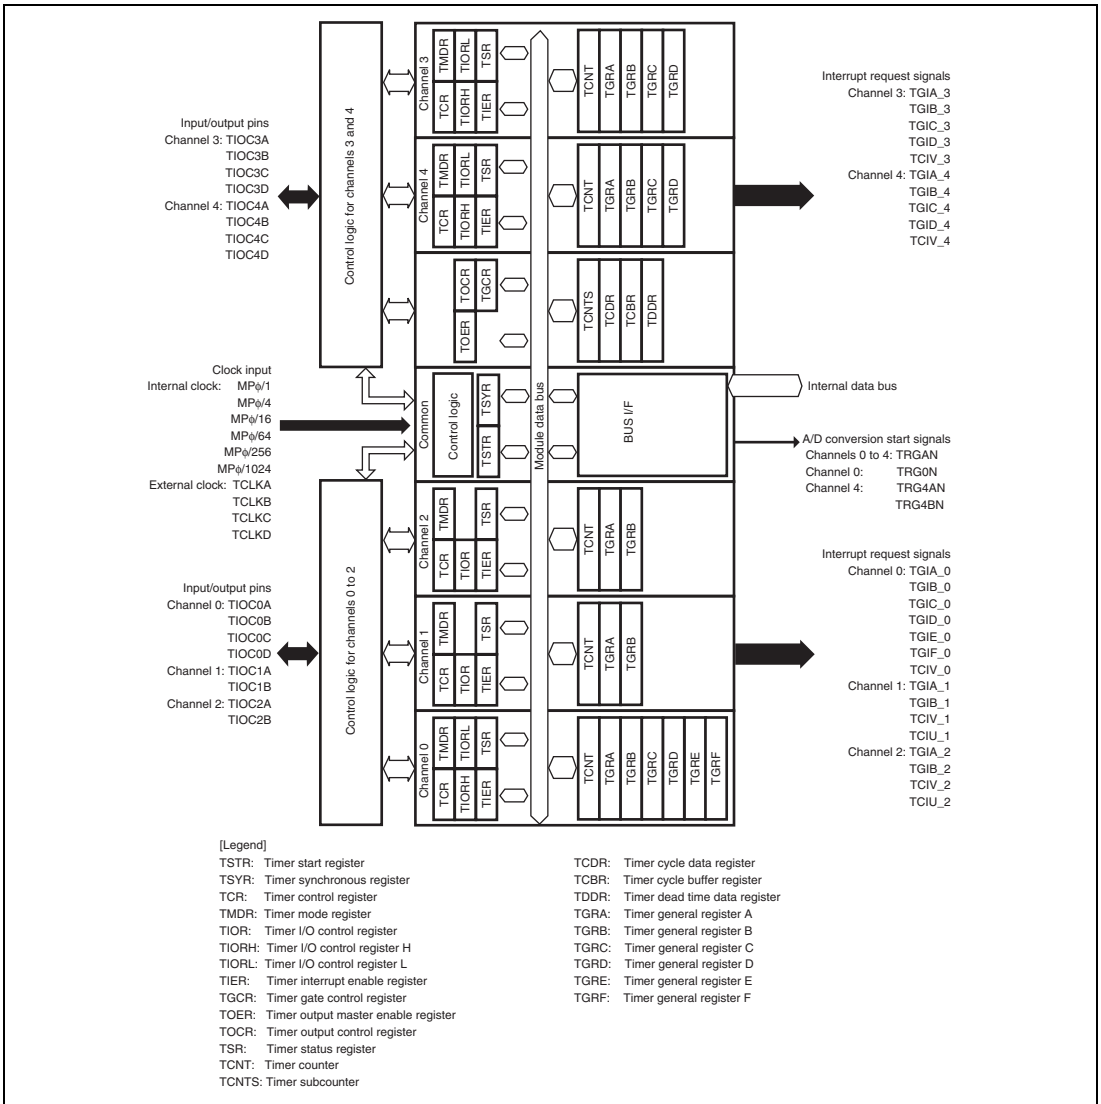 Input/output pins
Channel 3: TIOC3A
TIOC3B
TIOC3C
TIOC3D
Channel 4: TIOC4A
TIOC4B
TIOC4C
TIOC4D
Clock input
Internal clock: MPφ/1
MPφ/4
MPφ/16
MPφ/64
MPφ/256
MPφ/1024
External clock: TCLKA
TCLKB
TCLKC
TCLKD
Input/output pins
Channel 0: TIOC0A
TIOC0B
TIOC0C
TIOC0D
Channel 1: TIOC1A
TIOC1B
Channel 2: TIOC2A
TIOC2B
Control logic for channels 3 and 4
Control logic for channels 0 to 2
Channel 3
TCR
TMDR
TIORH
TIORL
TIER
TSR
TCNT
TGRA
TGRB
TGRC
TGRD
Channel 4
TCR
TMDR
TIORH
TIORL
TIER
TSR
TCNT
TGRA
TGRB
TGRC
TGRD
TOER
TOCR
TGCR
TCNTS
TCDR
TCBR
TDDR
Common
Control logic
TSTR
TSYR
Module data bus
BUS I/F
Channel 2
TCR
TMDR
TIOR
TIER
TSR
TCNT
TGRA
TGRB
Channel 1
TCR
TMDR
TIOR
TIER
TSR
TCNT
TGRA
TGRB
Channel 0
TCR
TMDR
TIORH
TIORL
TIER
TSR
TCNT
TGRA
TGRB
TGRC
TGRD
TGRE
TGRF
Interrupt request signals
Channel 3: TGIA_3
TGIB_3
TGIC_3
TGID_3
TCIV_3
Channel 4: TGIA_4
TGIB_4
TGIC_4
TGID_4
TCIV_4
Internal data bus
A/D conversion start signals
Channels 0 to 4: TRGAN
Channel 0: TRG0N
Channel 4: TRG4AN
TRG4BN
Interrupt request signals
Channel 0: TGIA_0
TGIB_0
TGIC_0
TGID_0
TGIE_0
TGIF_0
TCIV_0
Channel 1: TGIA_1
TGIB_1
TCIV_1
TCIU_1
Channel 2: TGIA_2
TGIB_2
TCIV_2
TCIU_2
[Legend]
TSTR: Timer start register
TSYR: Timer synchronous register
TCR: Timer control register
TMDR: Timer mode register
TIOR: Timer I/O control register
TIORH: Timer I/O control register H
TIORL: Timer I/O control register L
TIER: Timer interrupt enable register
TGCR: Timer gate control register
TOER: Timer output master enable register
TOCR: Timer output control register
TSR: Timer status register
TCNT: Timer counter
TCNTS: Timer subcounter
TCDR: Timer cycle data register
TCBR: Timer cycle buffer register
TDDR: Timer dead time data register
TGRA: Timer general register A
TGRB: Timer general register B
TGRC: Timer general register C
TGRD: Timer general register D
TGRE: Timer general register E
TGRF: Timer general register F